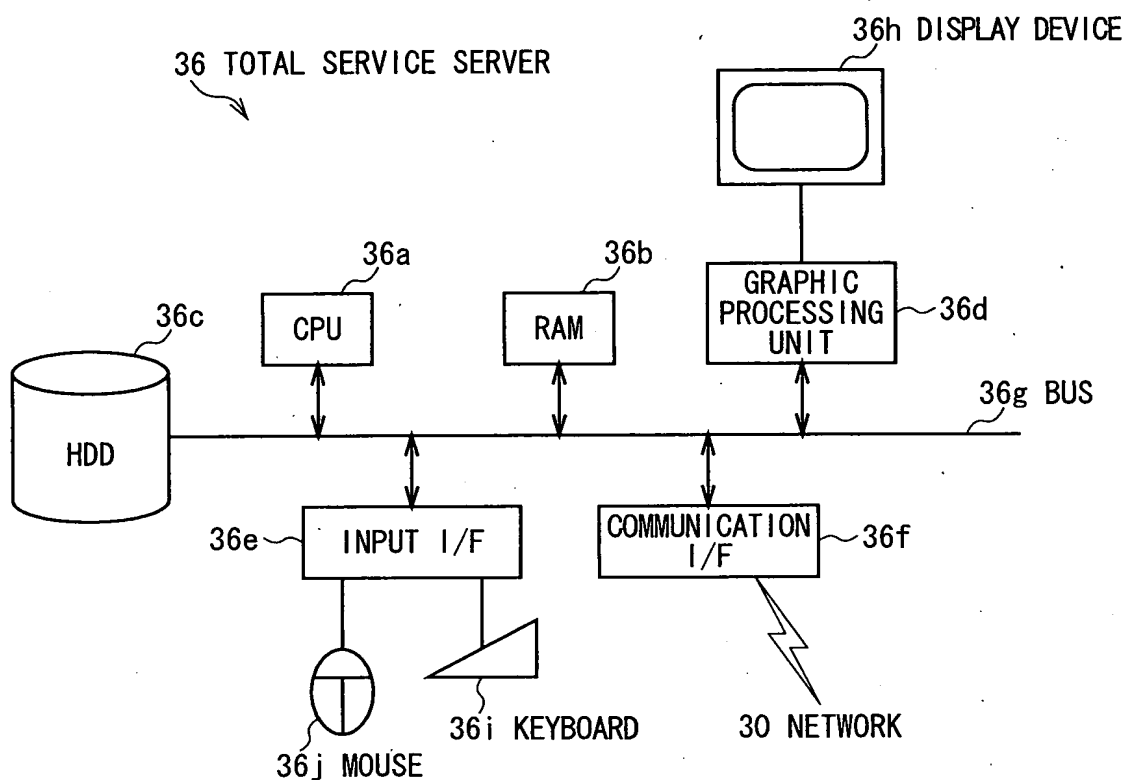 36h DISPLAY DEVICE
36 TOTAL SERVICE SERVER
36a
36b
GRAPHIC
PROCESSING
UNIT
36d
36c
CPU
RAM
36g BUS
HDD
36e
INPUT I/F
COMMUNICATION
I/F
36f
36i KEYBOARD
30 NETWORK
36j MOUSE